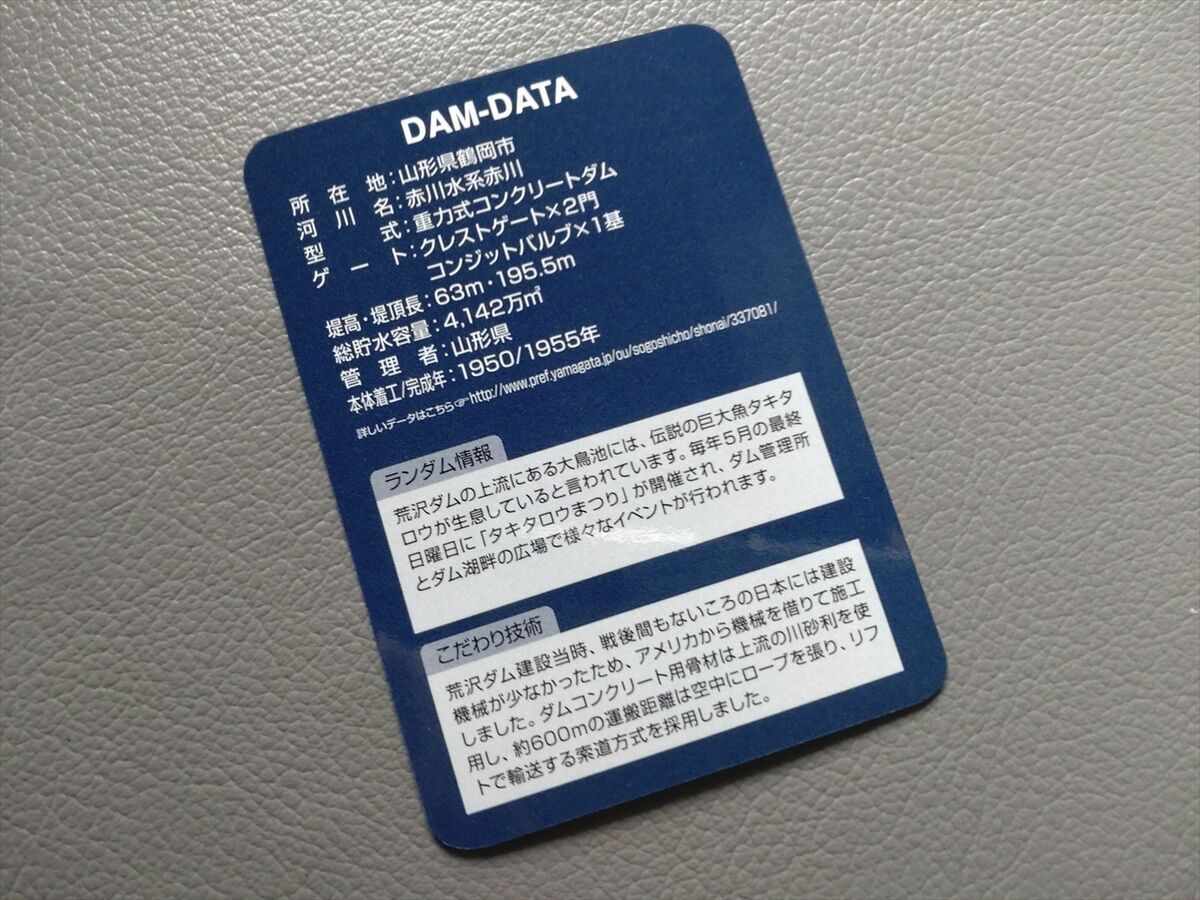 DAM-DATA
所在地:山形県鶴岡市
河川名:赤川水系赤川
型式:重力式コンクリートダム
ゲート:クレストゲート×2門
コンジットバルブ×1基
堤高・堤頂長:63m・195.5m
総貯水容量:4,142万㎥
管理者:山形県
本体着工/完成年:1950/1955年
詳しいデータはこちら☞http://www.pref.yamagata.jp/ou/sogoshicho/shonai/337081/
ランダム情報
荒沢ダムの上流にある大鳥池には、伝説の巨大魚タキタ
ロウが生息していると言われています。毎年5月の最終
日曜日に「タキタロウまつり」が開催され、ダム管理所
とダム湖畔の広場で様々なイベントが行われます。
こだわり技術
荒沢ダム建設当時、戦後間もないころの日本には建設
機械が少なかったため、アメリカから機械を借りて施工
しました。ダムコンクリート用骨材は上流の川砂利を使
用し、約600mの運搬距離は空中にロープを張り、リフ
トで輸送する索道方式を採用しました。